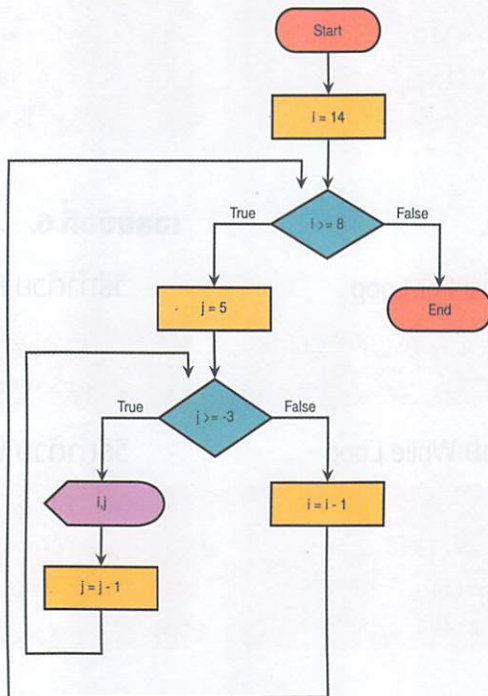 Start
i = 14
True
i >= 8
False
j = 5
End
True
j >= -3
False
i,j
i = i - 1
j = j - 1